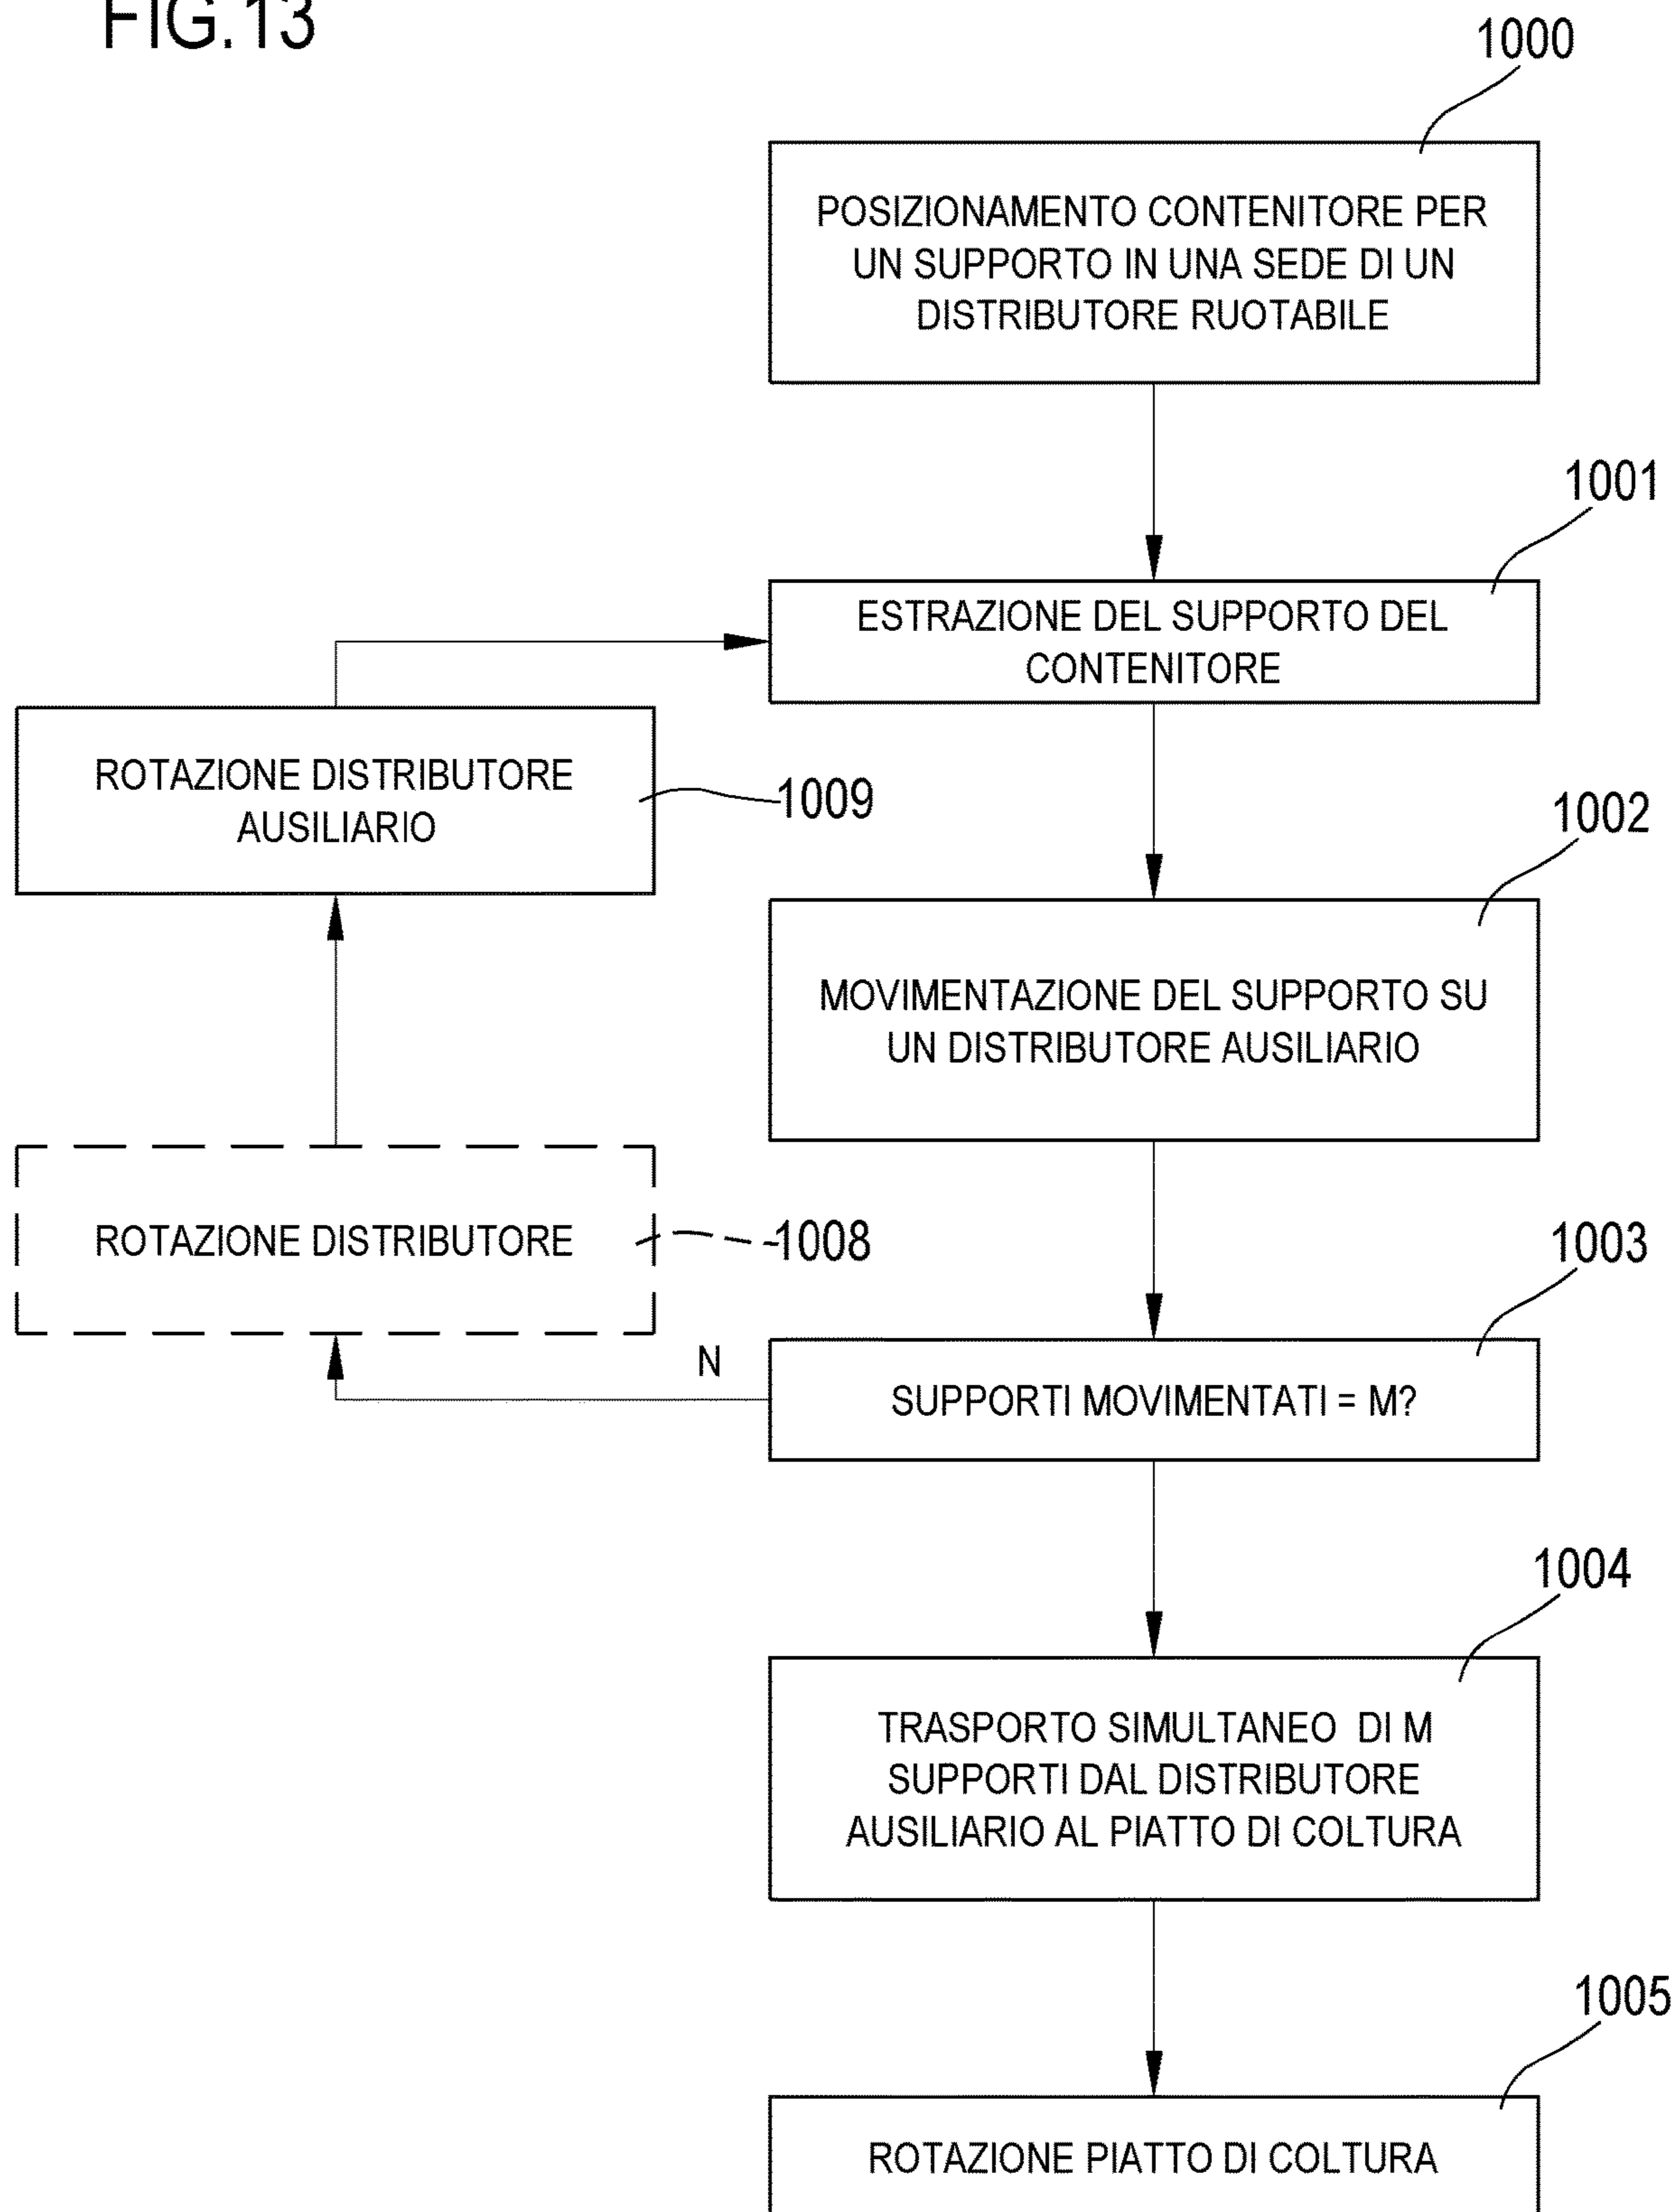 FIG.13
1000
POSIZIONAMENTO CONTENITORE PER
UN SUPPORTO IN UNA SEDE DI UN
DISTRIBUTORE RUOTABILE
1001
ESTRAZIONE DEL SUPPORTO DEL
CONTENITORE
ROTAZIONE DISTRIBUTORE
AUSILIARIO
1009
1002
MOVIMENTAZIONE DEL SUPPORTO SU
UN DISTRIBUTORE AUSILIARIO
ROTAZIONE DISTRIBUTORE
1008
1003
N
SUPPORTI MOVIMENTATI = M?
1004
TRASPORTO SIMULTANEO DI M
SUPPORTI DAL DISTRIBUTORE
AUSILIARIO AL PIATTO DI COLTURA
1005
ROTAZIONE PIATTO DI COLTURA